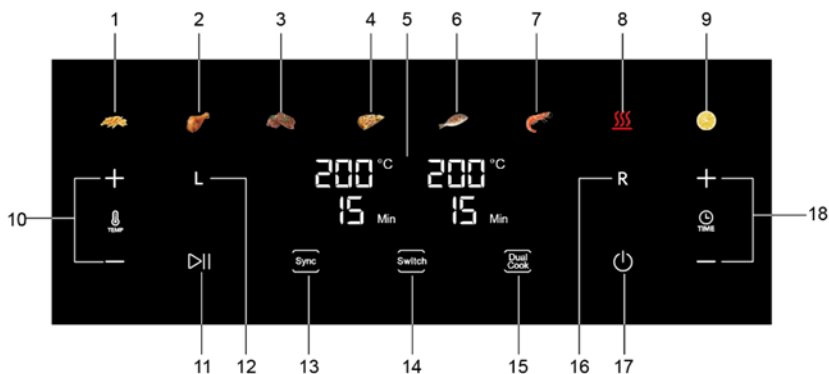 1 2 3 4 5 6 7 8 9
200 °C 200 °C
L R
15 Min 15 Min
10 TEMP TIME 18
Sync Switch Dual Cook
11 12 13 14 15 16 17